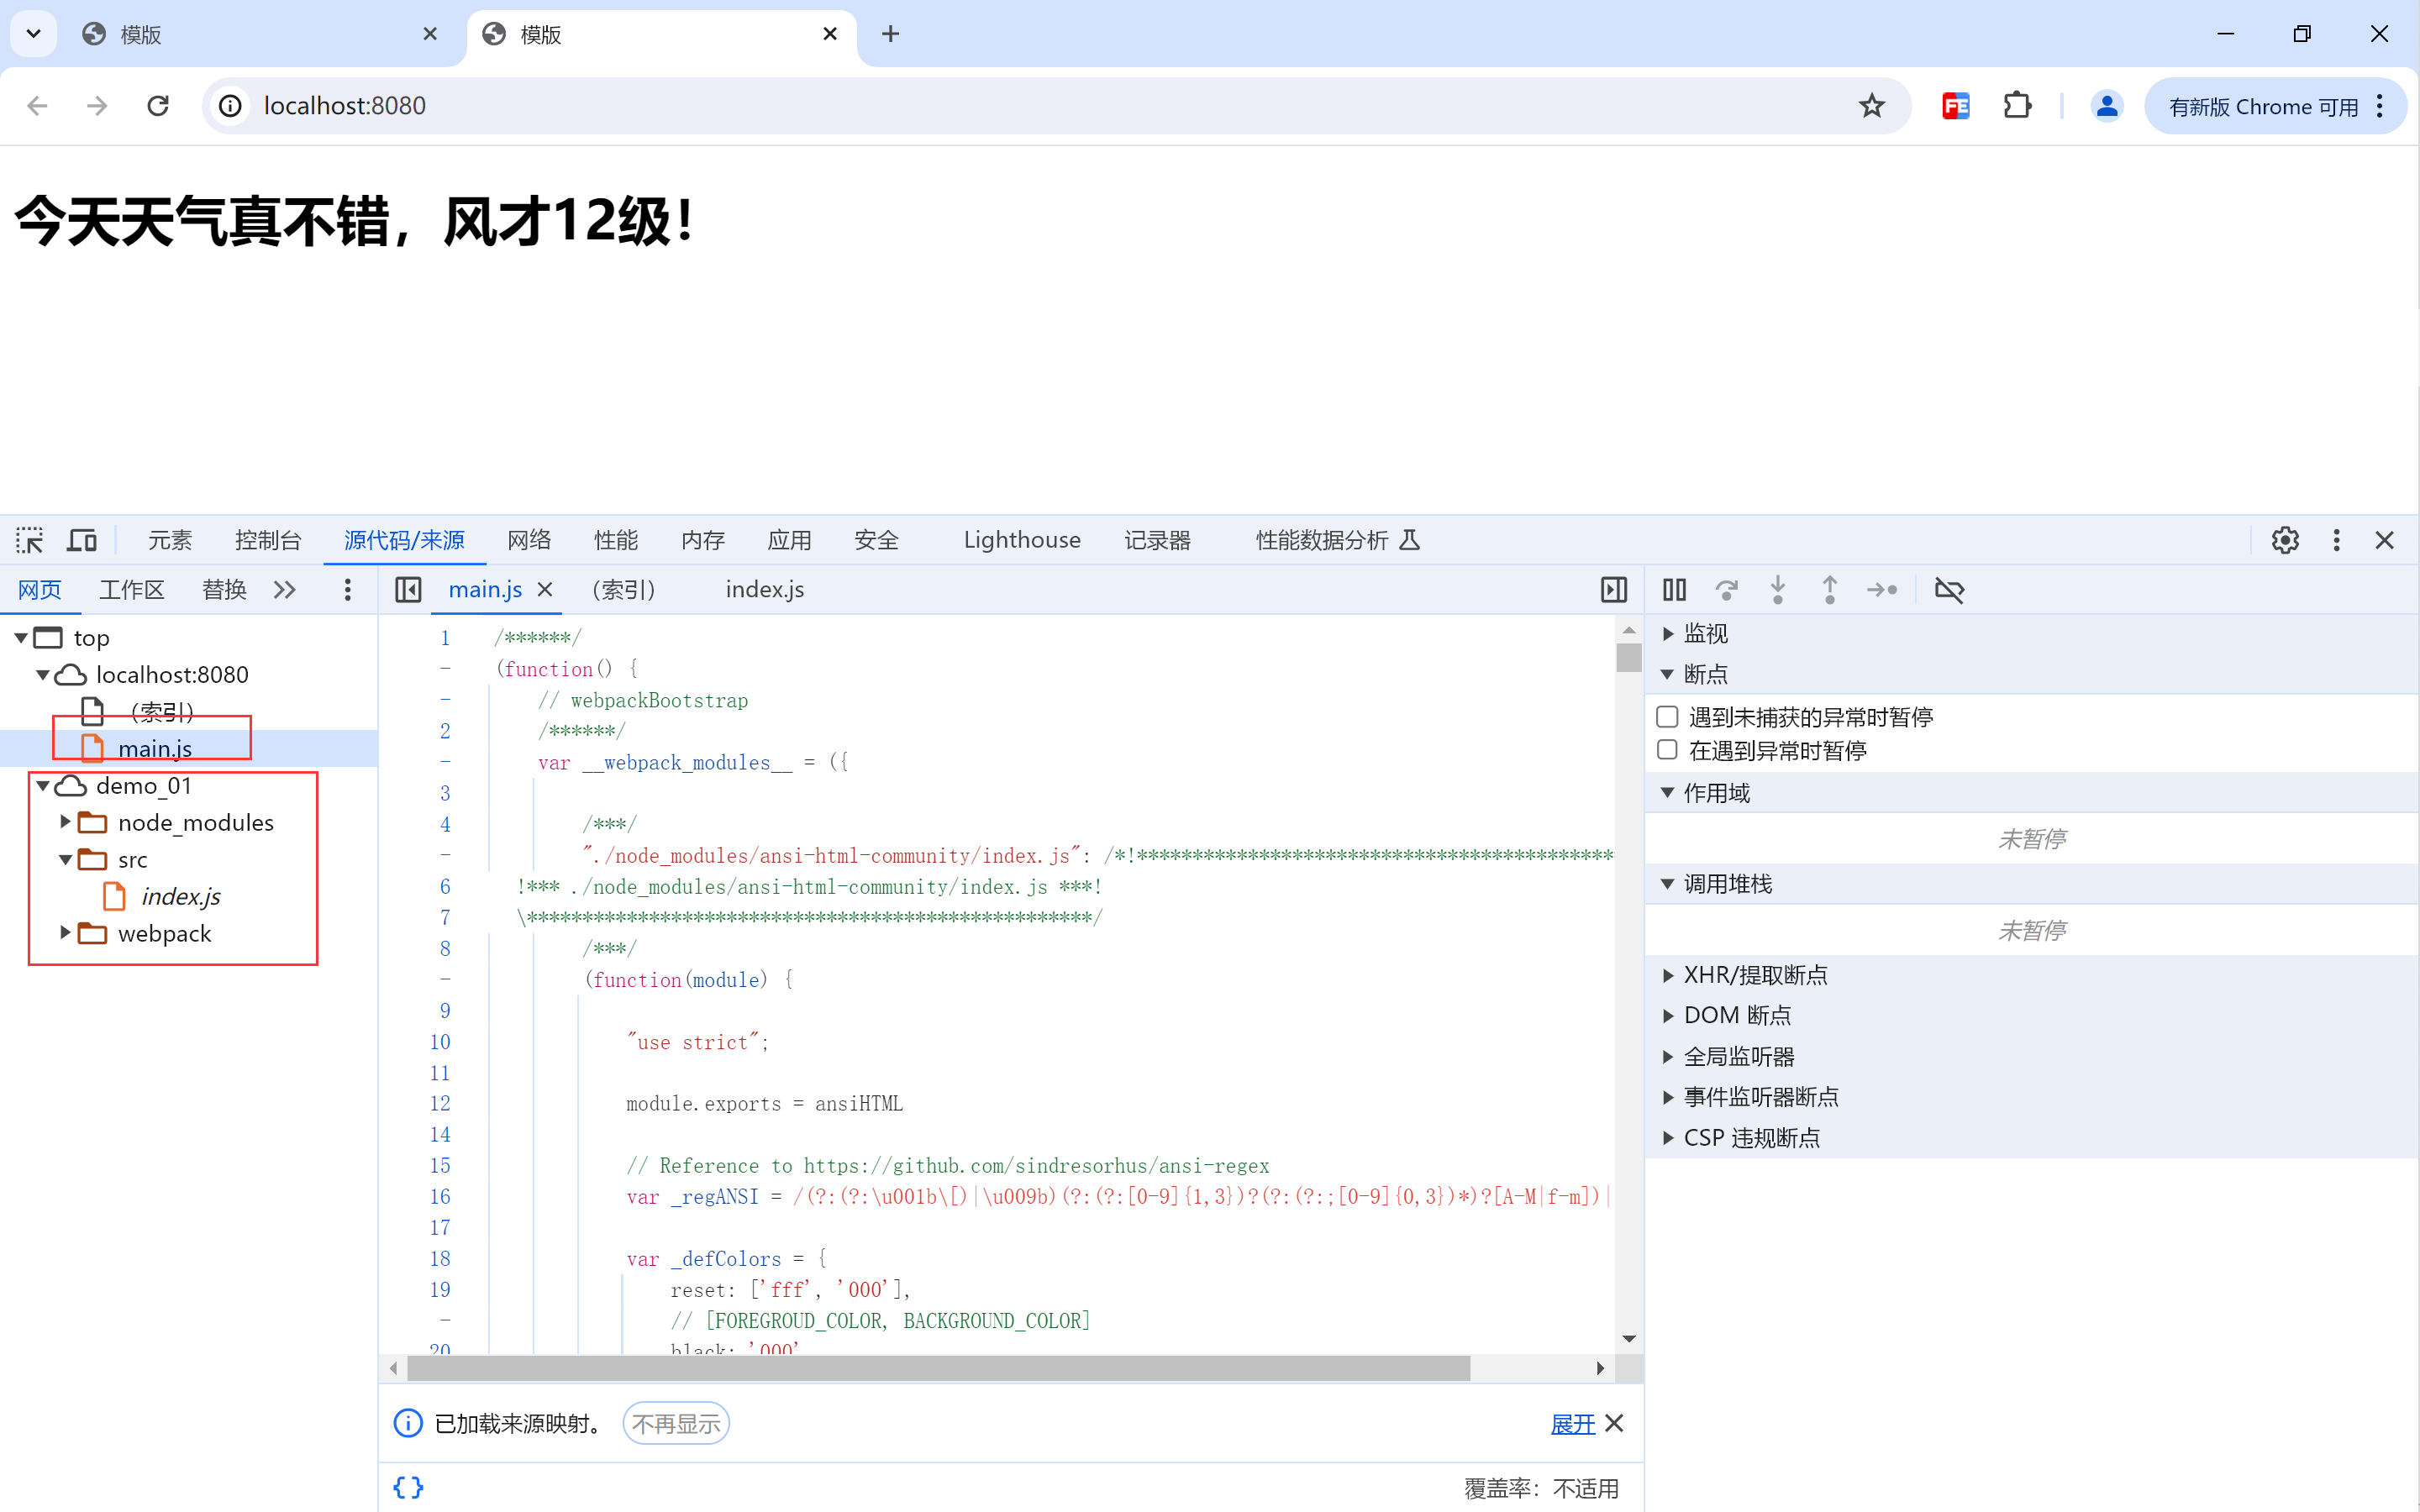 模版
模版
localhost:8080
有新版 Chrome 可用
今天天气真不错，风才12级！
元素 控制台 源代码/来源 网络 性能 内存 应用 安全 Lighthouse 记录器 性能数据分析
网页 工作区 替换
main.js （索引） index.js
top
localhost:8080
（索引）
main.js
demo_01
node_modules
src
index.js
webpack
1 /******/
- (function() {
- // webpackBootstrap
2 /******/
- var __webpack_modules__ = ({
3
4 /***/
- "./node_modules/ansi-html-community/index.js": /*!*******************************************
6 !*** ./node_modules/ansi-html-community/index.js ***!
7 \***************************************************/
8 /***/
- (function(module) {
9
10 "use strict";
11
12 module.exports = ansiHTML
14
15 // Reference to https://github.com/sindresorhus/ansi-regex
16 var _regANSI = /(?:(?:\u001b\[)|\u009b)(?:(?:[0-9]{1,3})?(?:(?:;[0-9]{0,3})*)?[A-M|f-m])|
17
18 var _defColors = {
19 reset: ['fff', '000'],
- // [FOREGROUD_COLOR, BACKGROUND_COLOR]
20 black: '000'
已加载来源映射。 不再显示 展开
{} 覆盖率：不适用
监视
断点
遇到未捕获的异常时暂停
在遇到异常时暂停
作用域
未暂停
调用堆栈
未暂停
XHR/提取断点
DOM 断点
全局监听器
事件监听器断点
CSP 违规断点